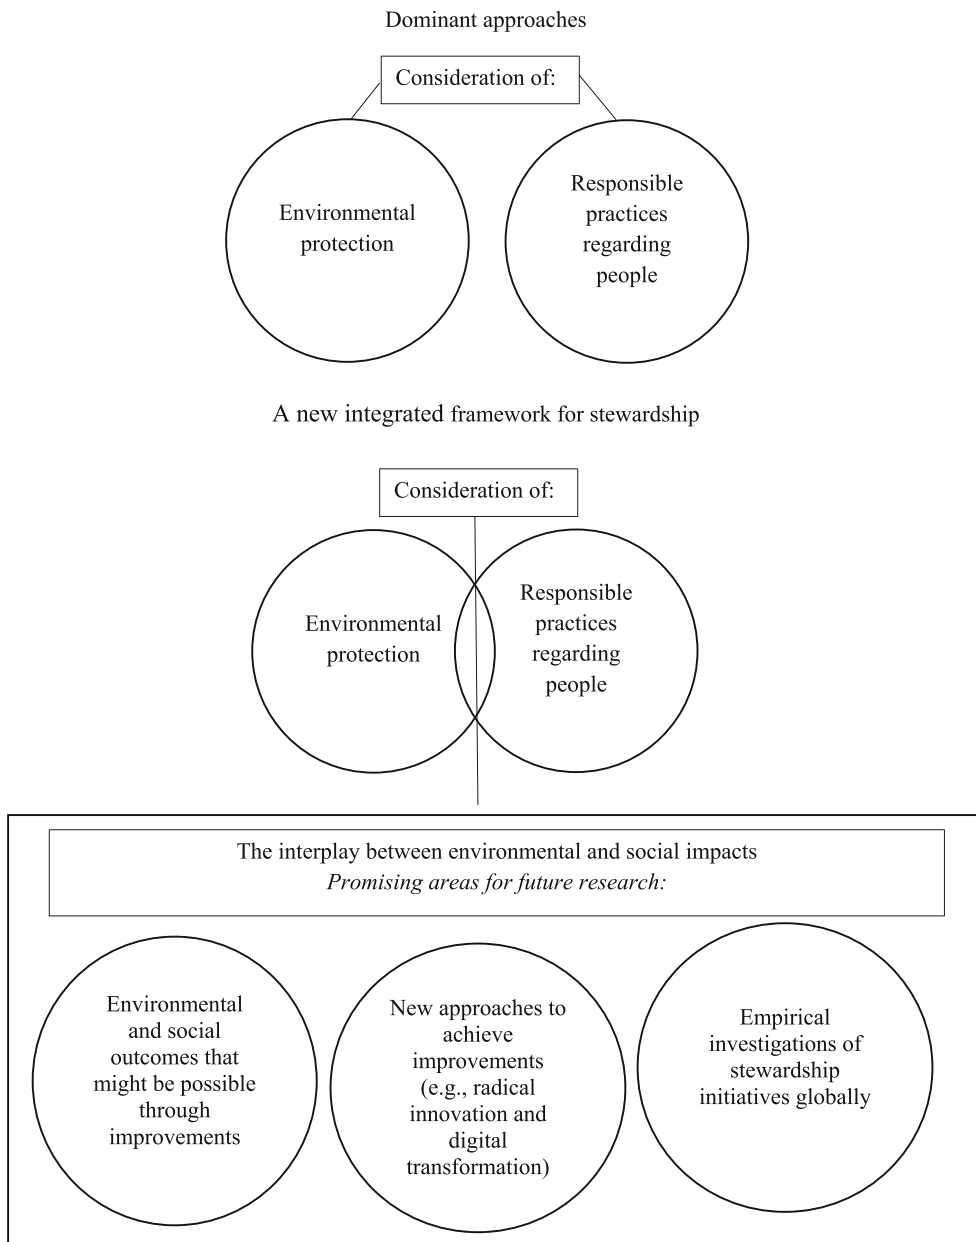 Dominant approaches
Consideration of:
Environmental
protection
Responsible
practices
regarding
people
A new integrated framework for stewardship
Consideration of:
Environmental
protection
Responsible
practices
regarding
people
The interplay between environmental and social impacts
Promising areas for future research:
Environmental
and social
outcomes that
might be possible
through
improvements
New approaches to
achieve
improvements
(e.g., radical
innovation and
digital
transformation)
Empirical
investigations of
stewardship
initiatives globally